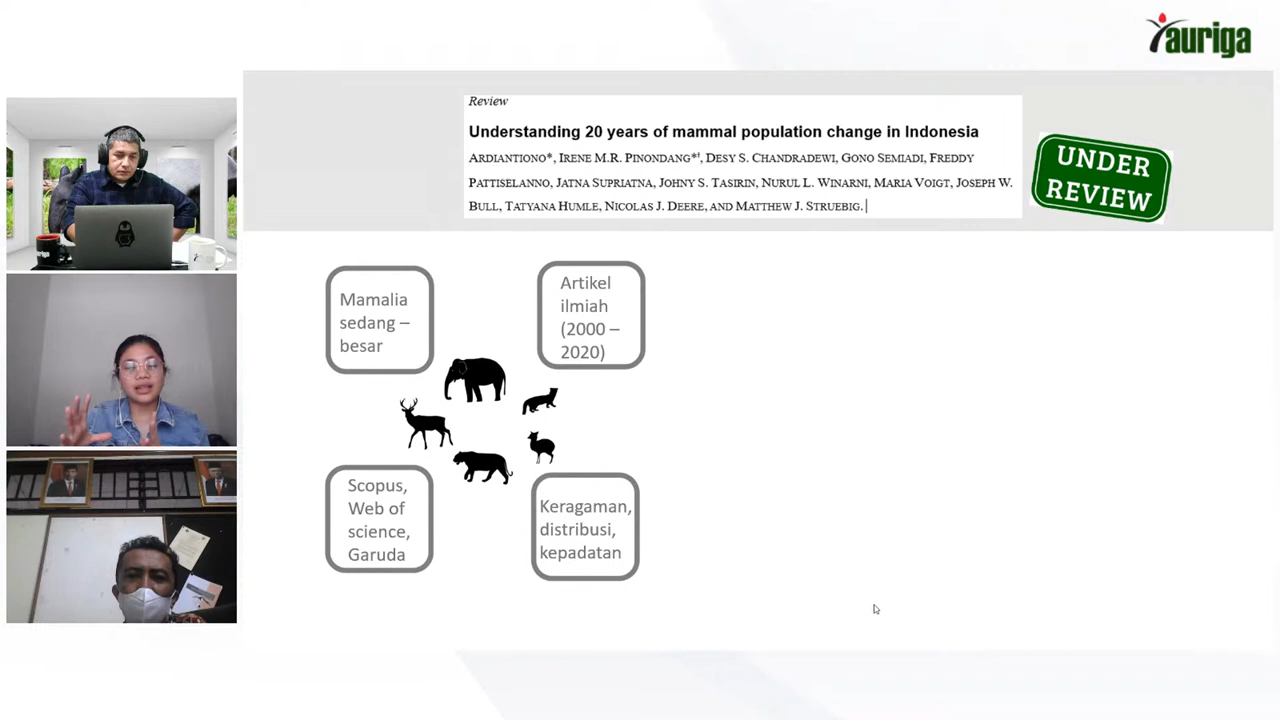 auriga
Review
Understanding 20 years of mammal population change in Indonesia
ARDIANTIONO*, IRENE M.R. PINONDANG*†, DESY S. CHANDRADEWI, GONO SEMIADI, FREDDY
PATTISELANNO, JATNA SUPRIATNA, JOHNY S. TASIRIN, NURUL L. WINARNI, MARIA VOIGT, JOSEPH W.
BULL, TATYANA HUMLE, NICOLAS J. DEERE, AND MATTHEW J. STRUEBIG.
UNDER
REVIEW
Mamalia
sedang –
besar
Artikel
ilmiah
(2000 –
2020)
Scopus,
Web of
science,
Garuda
Keragaman,
distribusi,
kepadatan